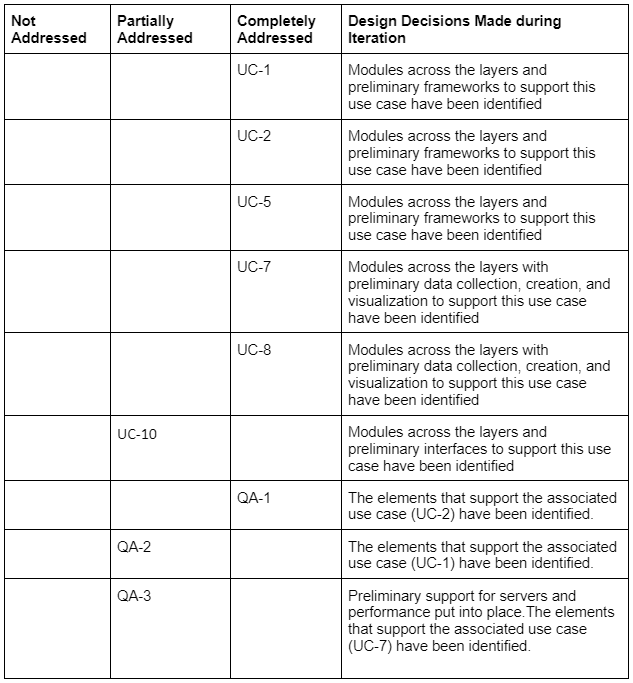 Not Addressed
Partially Addressed
Completely Addressed
Design Decisions Made during Iteration
UC-1
Modules across the layers and
preliminary frameworks to support this
use case have been identified
UC-2
Modules across the layers and
preliminary frameworks to support this
use case have been identified
UC-5
Modules across the layers and
preliminary frameworks to support this
use case have been identified
UC-7
Modules across the layers with
preliminary data collection, creation, and
visualization to support this use case
have been identified
UC-8
Modules across the layers with
preliminary data collection, creation, and
visualization to support this use case
have been identified
UC-10
Modules across the layers and
preliminary interfaces to support this use
case have been identified
QA-1
The elements that support the associated
use case (UC-2) have been identified.
QA-2
The elements that support the associated
use case (UC-1) have been identified.
QA-3
Preliminary support for servers and
performance put into place.The elements
that support the associated use case
(UC-7) have been identified.